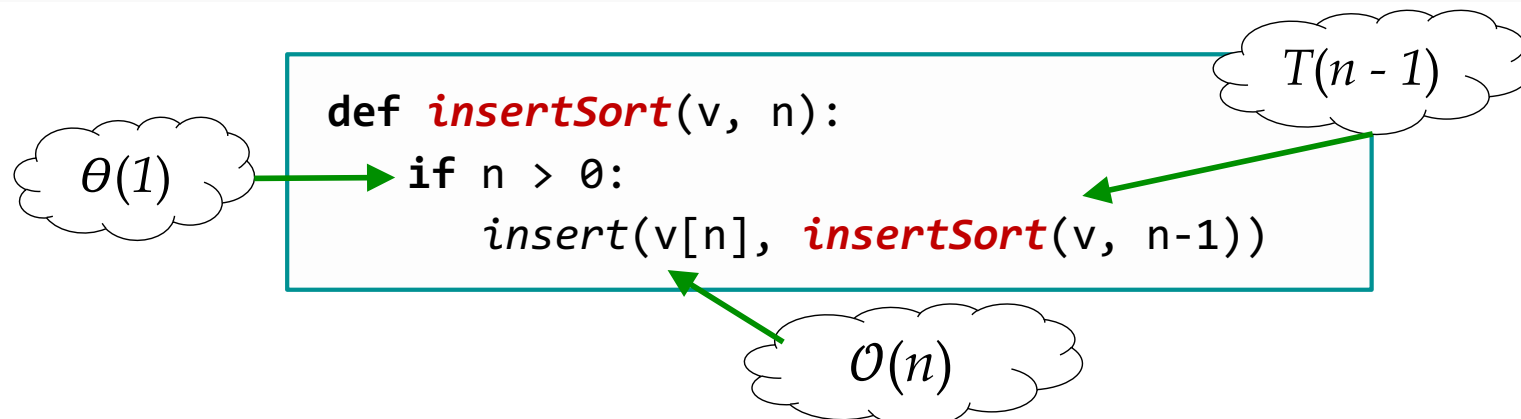 T(n - 1)
def insertSort(v, n):
θ(1)
if n > 0:
insert(v[n], insertSort(v, n-1))
O(n)